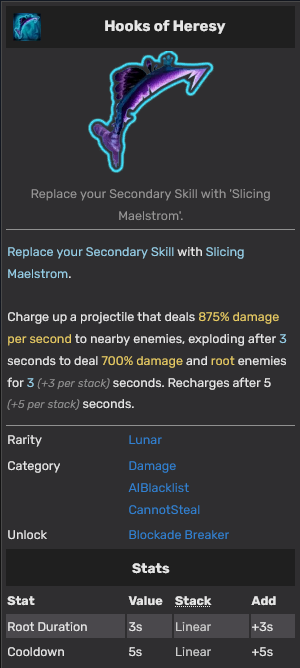 Hooks of Heresy
Replace your Secondary Skill with 'Slicing
Maelstrom'.
Replace your Secondary Skill with Slicing
Maelstrom.
Charge up a projectile that deals 875% damage
per second to nearby enemies, exploding after 3
seconds to deal 700% damage and root enemies
for 3 (+3 per stack) seconds. Recharges after 5
(+5 per stack) seconds.
Rarity Lunar
Category Damage
AIBlacklist
CannotSteal
Unlock Blockade Breaker
Stats
Stat Value Stack Add
Root Duration 3s Linear +3s
Cooldown 5s Linear +5s